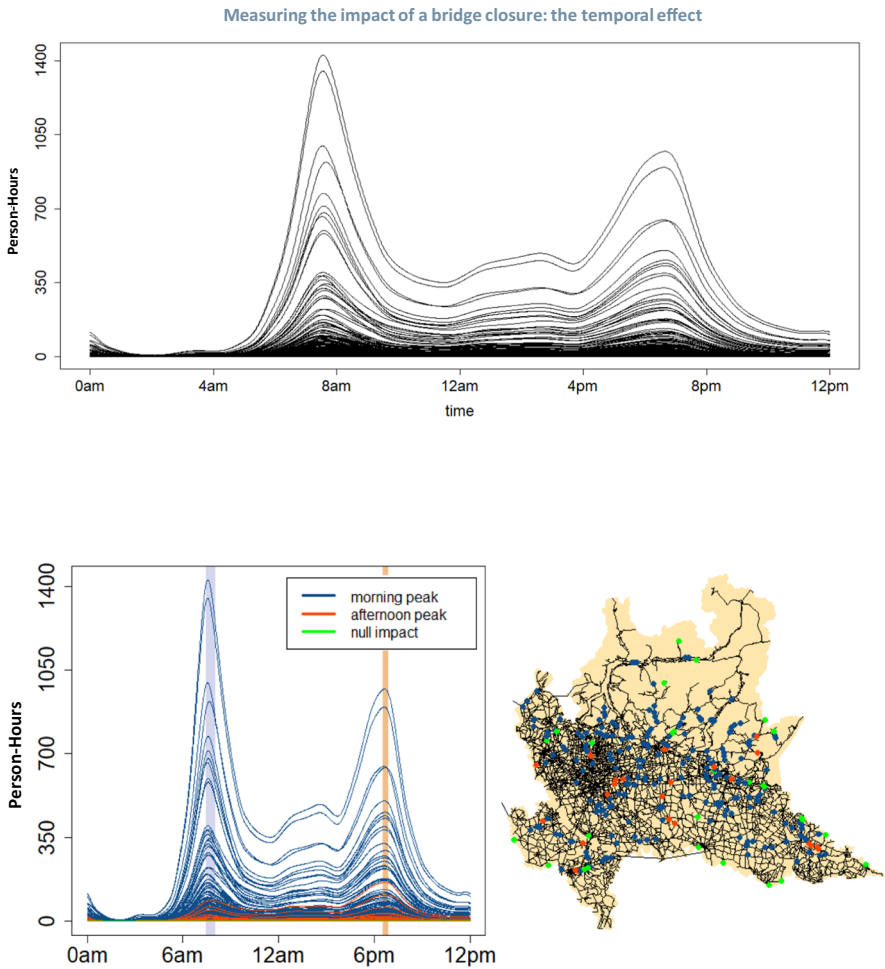 Measuring the impact of a bridge closure: the temporal effect
1400
1050
700
350
0
Person-Hours
0am 4am 8am 12am 4pm 8pm 12pm
time
1400
1050
700
350
0
Person-Hours
morning peak
afternoon peak
null impact
0am 6am 12am 6pm 12pm